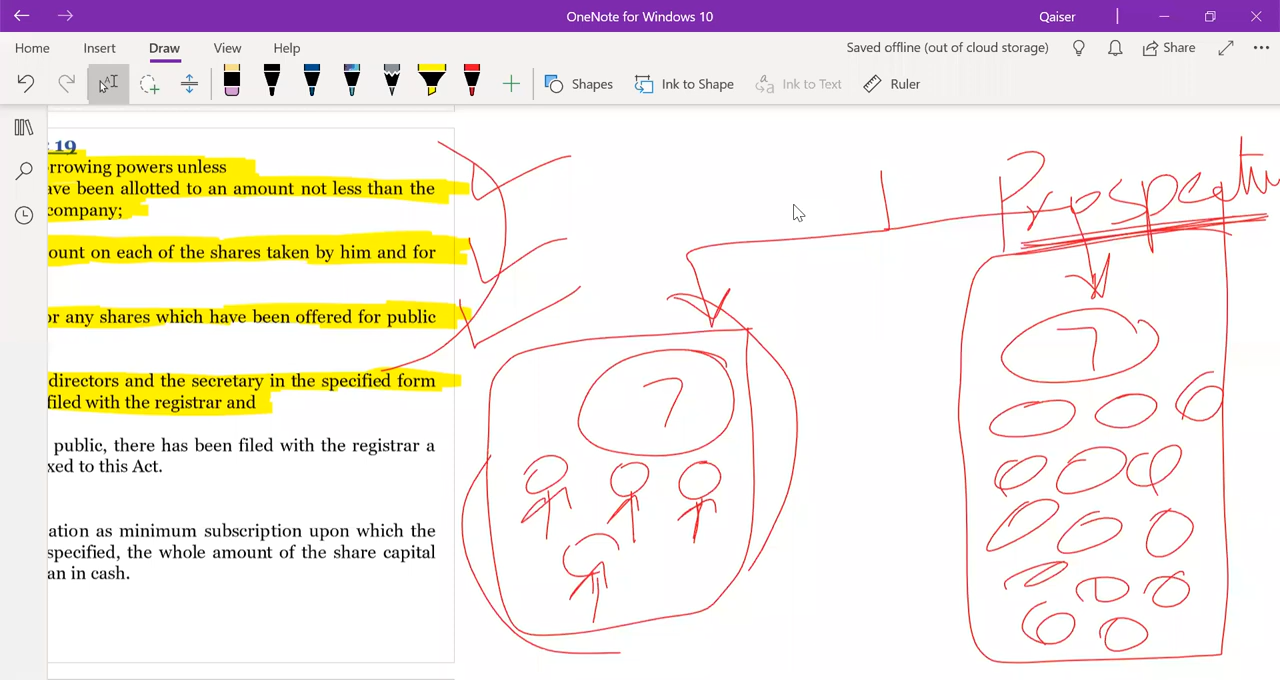 OneNote for Windows 10
Qaiser
Home Insert Draw View Help
Saved offline (out of cloud storage)
Share
Shapes
Ink to Shape
Ink to Text
Ruler
19
rrowing powers unless
ave been allotted to an amount not less than the
company;
ount on each of the shares taken by him and for
or any shares which have been offered for public
directors and the secretary in the specified form
filed with the registrar and
public, there has been filed with the registrar a
xed to this Act.
ation as minimum subscription upon which the
specified, the whole amount of the share capital
an in cash.
Prospectu
7
7